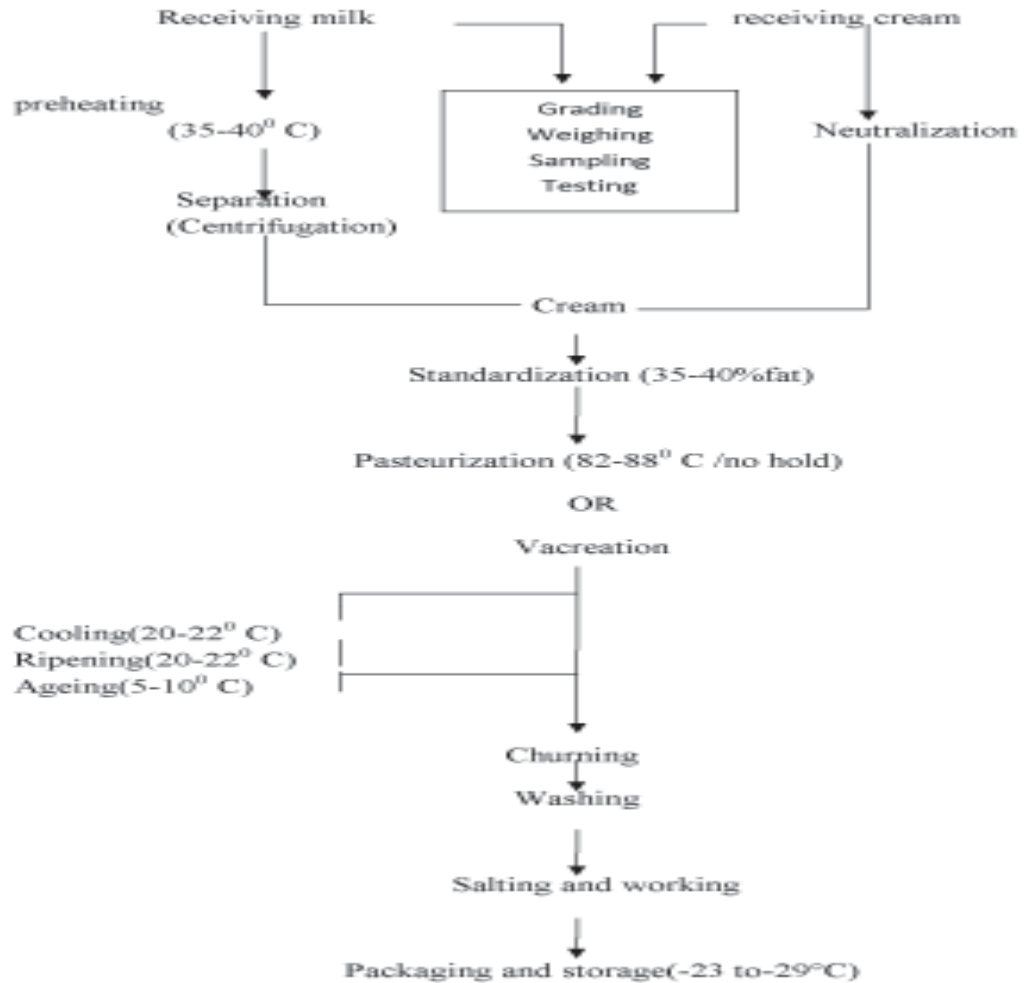 Receiving milk
receiving cream
preheating
(35-40⁰ C)
Grading
Weighing
Sampling
Testing
Neutralization
Separation
(Centrifugation)
Cream
Standardization (35-40%fat)
Pasteurization (82-88⁰ C /no hold)
OR
Vacreation
Cooling(20-22⁰ C)
Ripening(20-22⁰ C)
Ageing(5-10⁰ C)
Churning
Washing
Salting and working
Packaging and storage(-23 to-29°C)